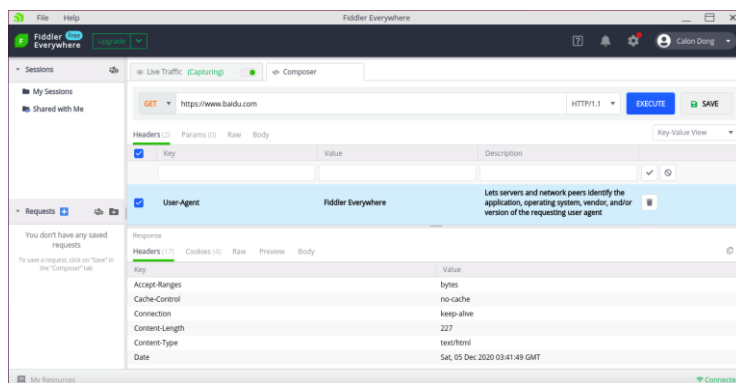 File Help Fiddler Everywhere
Fiddler Free
Everywhere
Upgrade
Calon Dong
Sessions
My Sessions
Shared with Me
Requests
You don't have any saved
requests
To save a request, click on "Save" in
the "Composer" tab
Live Traffic (Capturing) Composer
GET https://www.baidu.com HTTP/1.1 EXECUTE SAVE
Headers (2) Params (0) Raw Body Key-Value View
Key Value Description
User-Agent Fiddler Everywhere Lets servers and network peers identify the
application, operating system, vendor, and/or
version of the requesting user agent
Response
Headers (17) Cookies (4) Raw Preview Body
Key Value
Accept-Ranges bytes
Cache-Control no-cache
Connection keep-alive
Content-Length 227
Content-Type text/html
Date Sat, 05 Dec 2020 03:41:49 GMT
My Resources Connecte